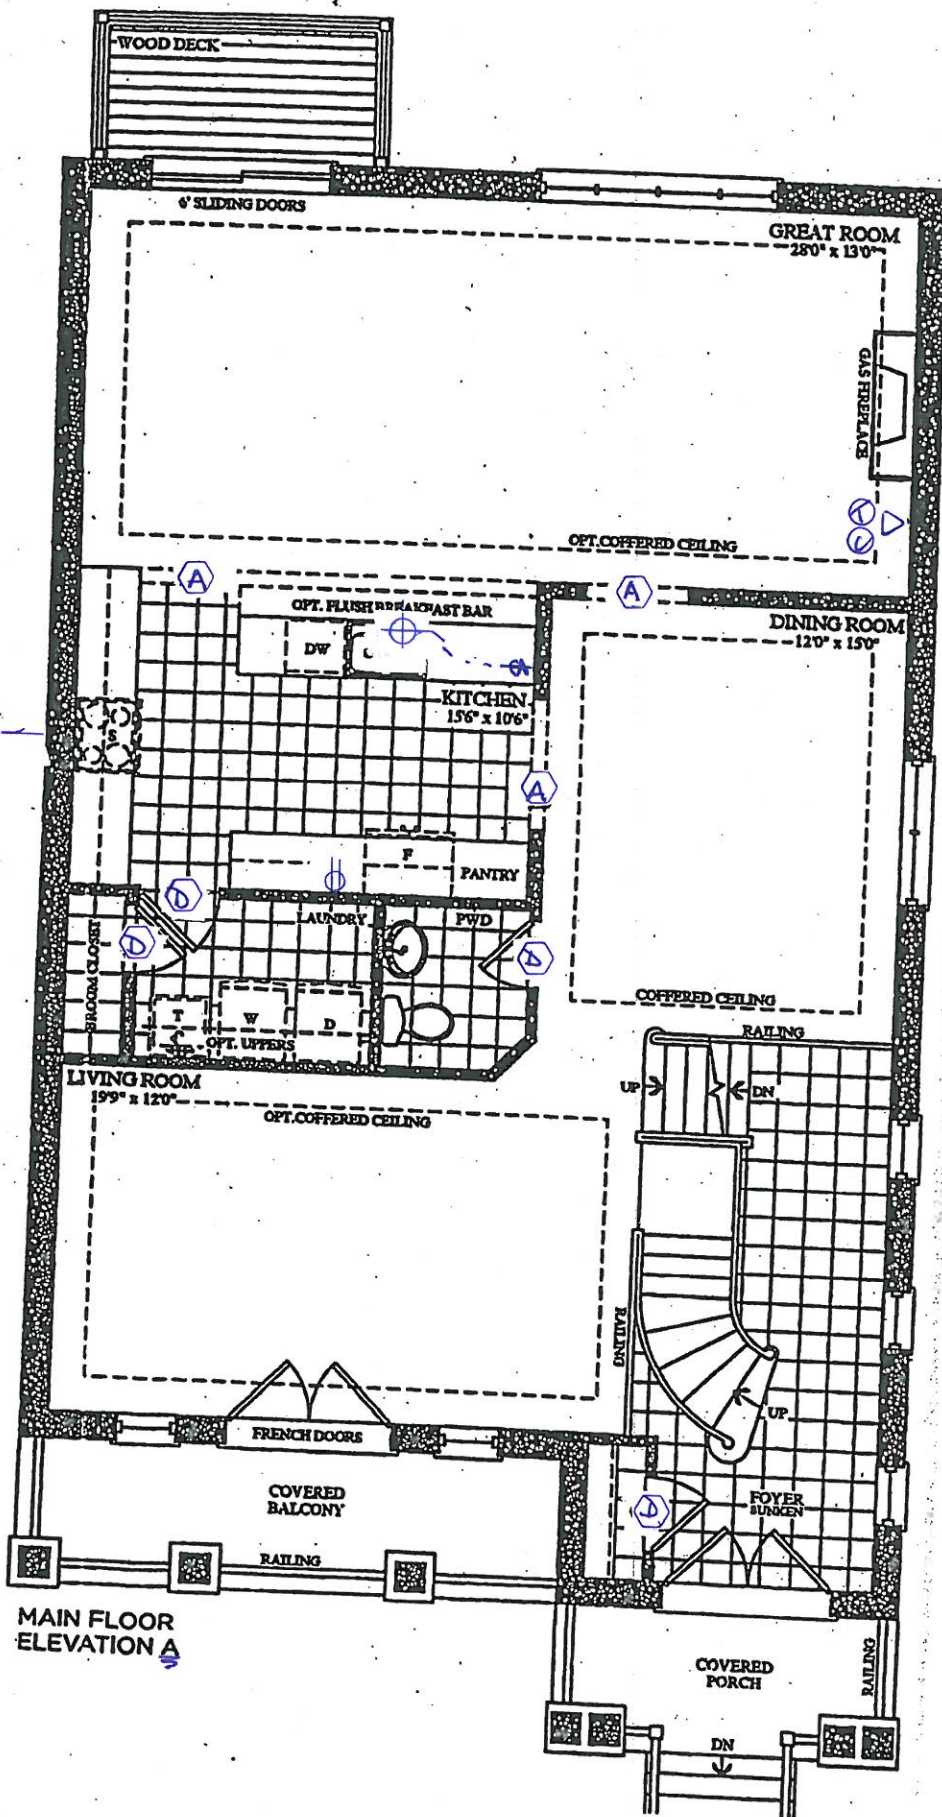 WOOD DECK
6' SLIDING DOORS
GREAT ROOM
28'0" x 13'0"
GAS FIREPLACE
OPT. COFFERED CEILING
A
A
OPT. FLUSH BREAKFAST BAR
DINING ROOM
12'0" x 15'0"
DW
KITCHEN
15'6" x 10'6"
S
A
F
PANTRY
D
LAUNDRY
PWD
D
D
BROOM CLOSET
T
W
D
OPT. UPPERS
COFFERED CEILING
RAILING
LIVING ROOM
19'9" x 12'0"
UP
DN
OPT. COFFERED CEILING
RAILING
UP
FRENCH DOORS
COVERED
BALCONY
D
FOYER
SUNKEN
RAILING
MAIN FLOOR
ELEVATION A
COVERED
PORCH
RAILING
DN